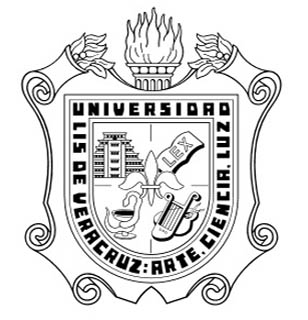 UNIVERSIDAD
LIS DE VERACRUZ: ARTE, CIENCIA, LUZ
LEX